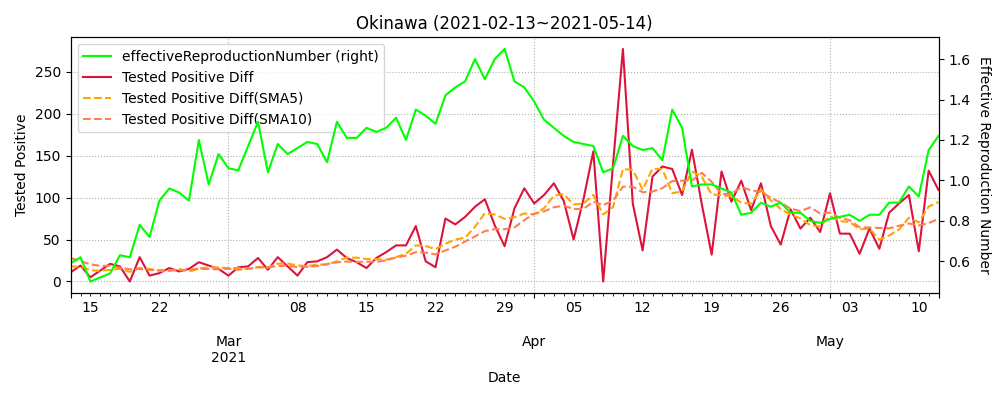 Okinawa (2021-02-13~2021-05-14)
effectiveReproductionNumber (right)
Tested Positive Diff
Tested Positive Diff(SMA5)
Tested Positive Diff(SMA10)
Tested Positive
250
200
150
100
50
0
1.6
1.4
1.2
1.0
0.8
0.6
Effective Reproduction Number
15 22 08 15 22 29 05 12 19 26 03 10
Mar Apr May
2021
Date